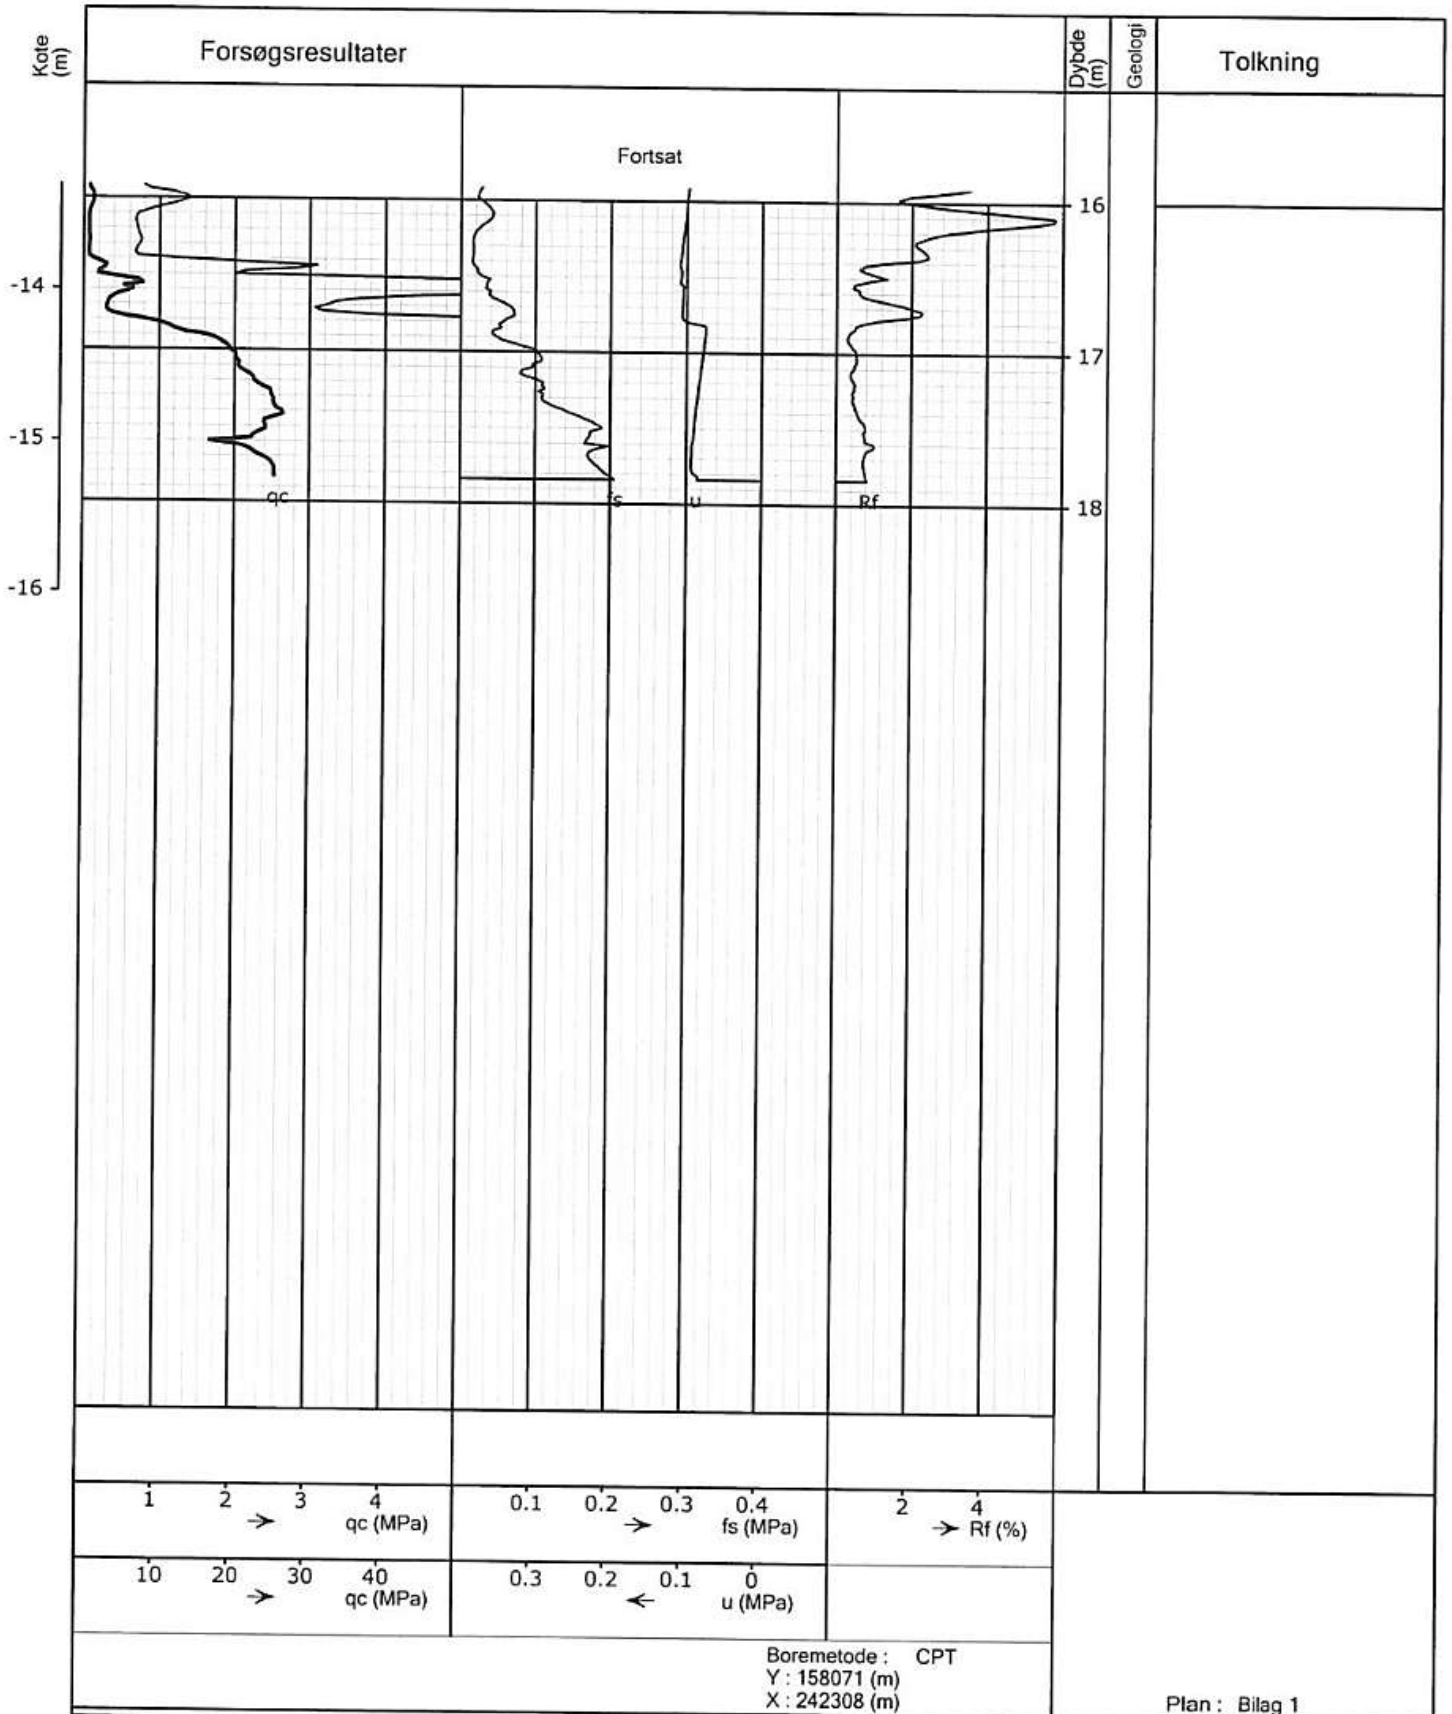 Kote
(m)
Forsøgsresultater
Dybde
(m)
Geologi
Tolkning
Fortsat
16
-14
17
-15
qc
fs
u
Rf
18
-16
1 2 3 4
qc (MPa)
0.1 0.2 0.3 0.4
fs (MPa)
2 4
Rf (%)
10 20 30 40
qc (MPa)
0.3 0.2 0.1 0
u (MPa)
Boremetode : CPT
Y : 158071 (m)
X : 242308 (m)
Plan : Bilag 1